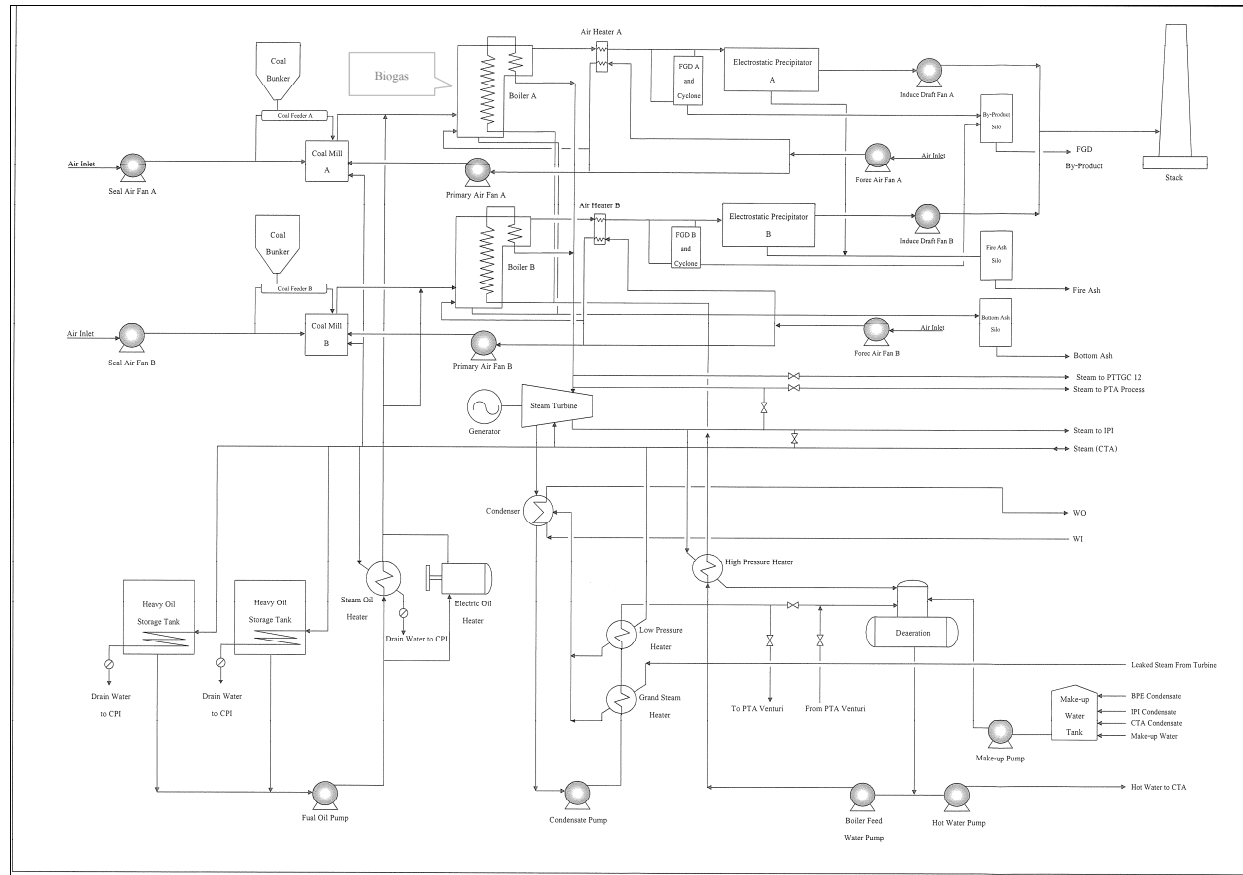 Coal
Bunker
Coal Feeder A
Air Inlet
Seal Air Fan A
Coal Mill
A
Biogas
Boiler A
Air Heater A
FGD A
and
Cyclone
Electrostatic Precipitator
A
Induce Draft Fan A
By-Product
Silo
FGD
By-Product
Stack
Primary Air Fan A
Forec Air Fan A
Air Inlet
Coal
Bunker
Coal Feeder B
Air Inlet
Seal Air Fan B
Coal Mill
B
Boiler B
Air Heater B
FGD B
and
Cyclone
Electrostatic Precipitator
B
Induce Draft Fan B
Fire Ash
Silo
Fire Ash
Bottom Ash
Silo
Bottom Ash
Primary Air Fan B
Forec Air Fan B
Air Inlet
Steam to PTTGC 12
Steam to PTA Process
Steam Turbine
Generator
Steam to IPI
Steam (CTA)
Condenser
WO
WI
High Pressure Heater
Heavy Oil
Storage Tank
Heavy Oil
Storage Tank
Steam Oil
Heater
Electric Oil
Heater
Drain Water to CPI
Drain Water
to CPI
Drain Water
to CPI
Low Pressure
Heater
Deaeration
Grand Steam
Heater
Leaked Steam From Turbine
To PTA Venturi
From PTA Venturi
Make-up
Water
Tank
BPE Condensate
IPI Condensate
CTA Condensate
Make-up Water
Make-up Pump
Fual Oil Pump
Condensate Pump
Boiler Feed
Water Pump
Hot Water Pump
Hot Water to CTA